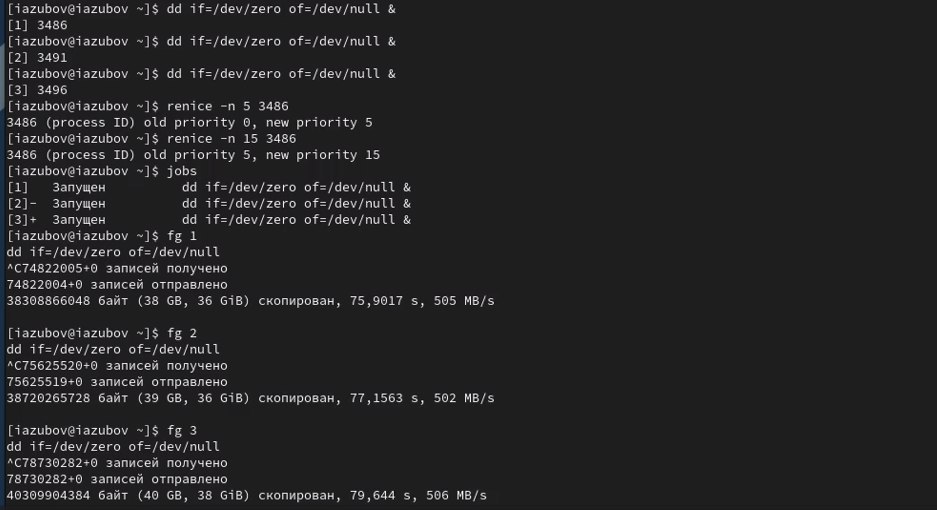 [iazubov@iazubov ~]$ dd if=/dev/zero of=/dev/null &
[1] 3486
[iazubov@iazubov ~]$ dd if=/dev/zero of=/dev/null &
[2] 3491
[iazubov@iazubov ~]$ dd if=/dev/zero of=/dev/null &
[3] 3496
[iazubov@iazubov ~]$ renice -n 5 3486
3486 (process ID) old priority 0, new priority 5
[iazubov@iazubov ~]$ renice -n 15 3486
3486 (process ID) old priority 5, new priority 15
[iazubov@iazubov ~]$ jobs
[1]   Запущен          dd if=/dev/zero of=/dev/null &
[2]-  Запущен          dd if=/dev/zero of=/dev/null &
[3]+  Запущен          dd if=/dev/zero of=/dev/null &
[iazubov@iazubov ~]$ fg 1
dd if=/dev/zero of=/dev/null
^C74822005+0 записей получено
74822004+0 записей отправлено
38308866048 байт (38 GB, 36 GiB) скопирован, 75,9017 s, 505 MB/s
[iazubov@iazubov ~]$ fg 2
dd if=/dev/zero of=/dev/null
^C75625520+0 записей получено
75625519+0 записей отправлено
38720265728 байт (39 GB, 36 GiB) скопирован, 77,1563 s, 502 MB/s
[iazubov@iazubov ~]$ fg 3
dd if=/dev/zero of=/dev/null
^C78730282+0 записей получено
78730282+0 записей отправлено
40309904384 байт (40 GB, 38 GiB) скопирован, 79,644 s, 506 MB/s